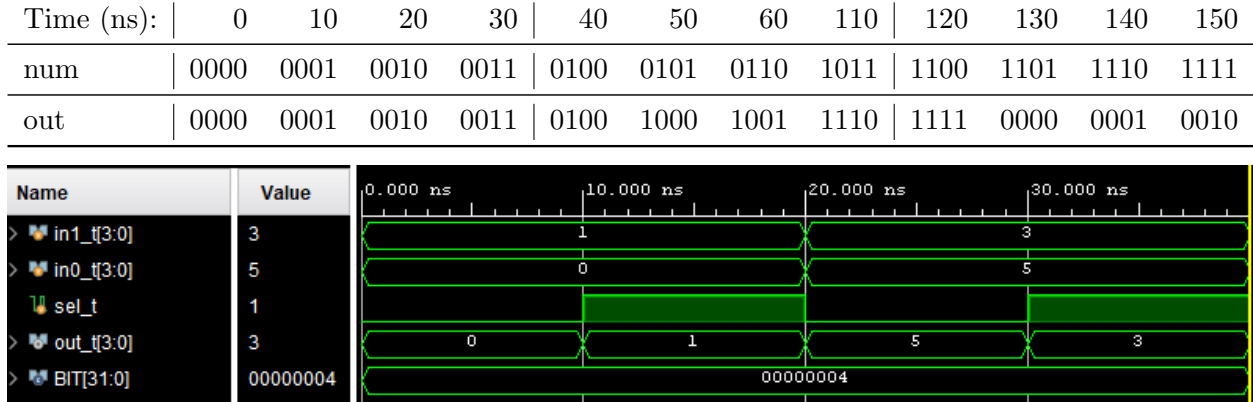 Time (ns): 0 10 20 30 40 50 60 110 120 130 140 150
num 0000 0001 0010 0011 0100 0101 0110 1011 1100 1101 1110 1111
out 0000 0001 0010 0011 0100 1000 1001 1110 1111 0000 0001 0010
Name Value 0.000 ns 10.000 ns 20.000 ns 30.000 ns
in1_t[3:0] 3 1 3
in0_t[3:0] 5 0 5
sel_t 1
out_t[3:0] 3 0 1 5 3
BIT[31:0] 00000004 00000004